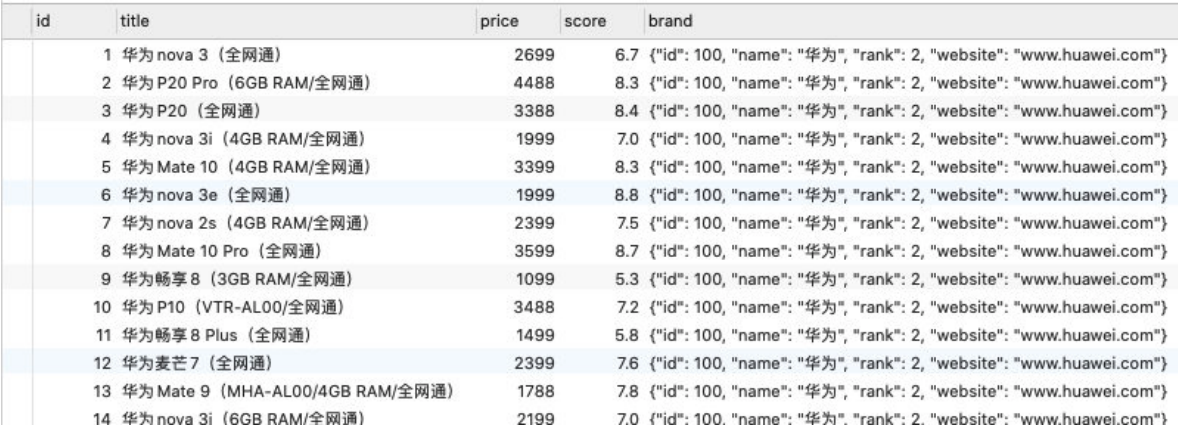 id title price score brand
1 华为 nova 3（全网通） 2699 6.7 {"id": 100, "name": "华为", "rank": 2, "website": "www.huawei.com"}
2 华为 P20 Pro（6GB RAM/全网通） 4488 8.3 {"id": 100, "name": "华为", "rank": 2, "website": "www.huawei.com"}
3 华为 P20（全网通） 3388 8.4 {"id": 100, "name": "华为", "rank": 2, "website": "www.huawei.com"}
4 华为 nova 3i（4GB RAM/全网通） 1999 7.0 {"id": 100, "name": "华为", "rank": 2, "website": "www.huawei.com"}
5 华为 Mate 10（4GB RAM/全网通） 3399 8.3 {"id": 100, "name": "华为", "rank": 2, "website": "www.huawei.com"}
6 华为 nova 3e（全网通） 1999 8.8 {"id": 100, "name": "华为", "rank": 2, "website": "www.huawei.com"}
7 华为 nova 2s（4GB RAM/全网通） 2399 7.5 {"id": 100, "name": "华为", "rank": 2, "website": "www.huawei.com"}
8 华为 Mate 10 Pro（全网通） 3599 8.7 {"id": 100, "name": "华为", "rank": 2, "website": "www.huawei.com"}
9 华为畅享 8（3GB RAM/全网通） 1099 5.3 {"id": 100, "name": "华为", "rank": 2, "website": "www.huawei.com"}
10 华为 P10（VTR-AL00/全网通） 3488 7.2 {"id": 100, "name": "华为", "rank": 2, "website": "www.huawei.com"}
11 华为畅享 8 Plus（全网通） 1499 5.8 {"id": 100, "name": "华为", "rank": 2, "website": "www.huawei.com"}
12 华为麦芒 7（全网通） 2399 7.6 {"id": 100, "name": "华为", "rank": 2, "website": "www.huawei.com"}
13 华为 Mate 9（MHA-AL00/4GB RAM/全网通） 1788 7.8 {"id": 100, "name": "华为", "rank": 2, "website": "www.huawei.com"}
14 华为 nova 3i（6GB RAM/全网通） 2199 7.0 {"id": 100, "name": "华为", "rank": 2, "website": "www.huawei.com"}